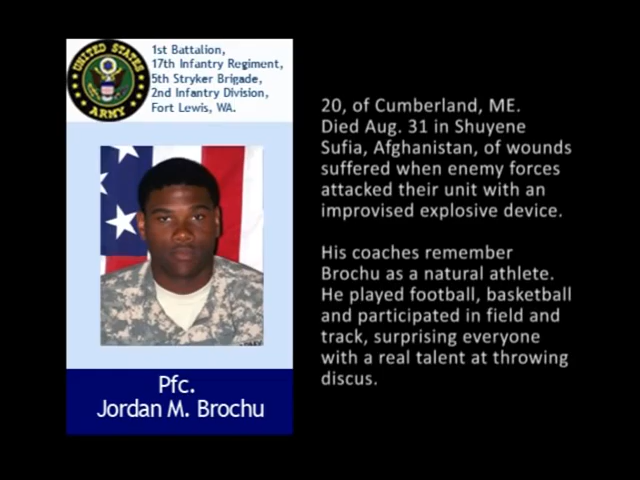 UNITED STATES
ARMY
1st Battalion,
17th Infantry Regiment,
5th Stryker Brigade,
2nd Infantry Division,
Fort Lewis, WA.
Pfc.
Jordan M. Brochu
20, of Cumberland, ME.
Died Aug. 31 in Shuyene
Sufia, Afghanistan, of wounds
suffered when enemy forces
attacked their unit with an
improvised explosive device.
His coaches remember
Brochu as a natural athlete.
He played football, basketball
and participated in field and
track, surprising everyone
with a real talent at throwing
discus.